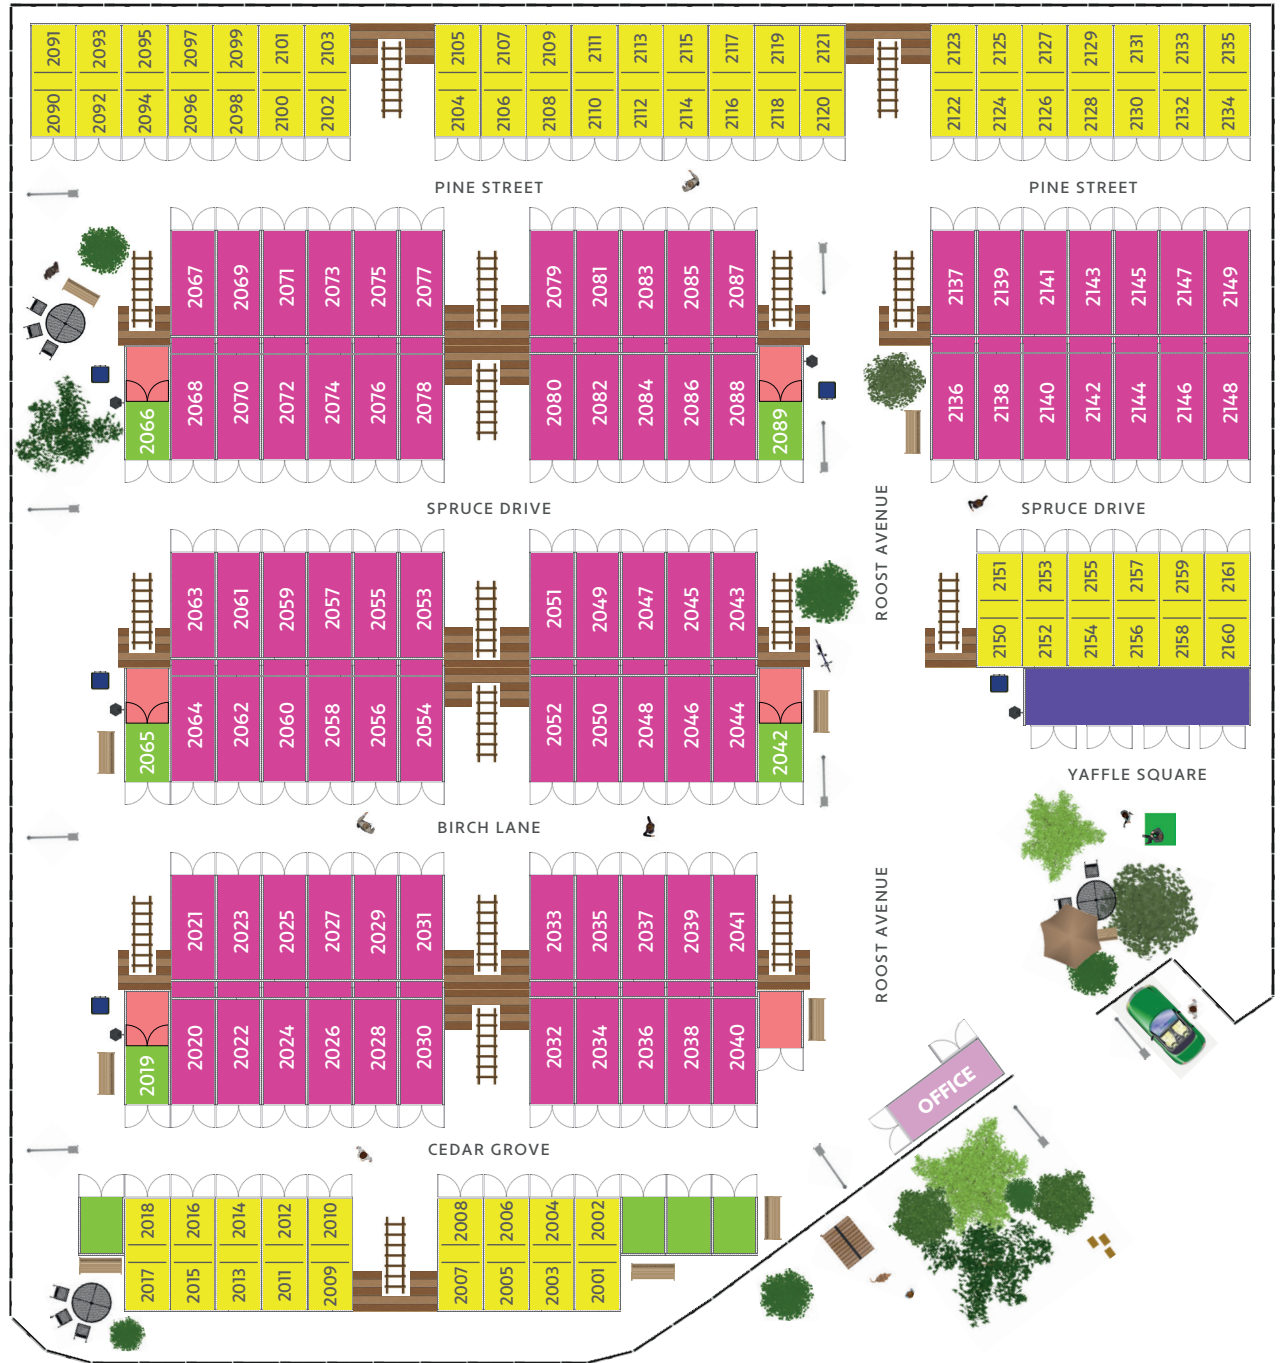 2091 2093 2095 2097 2099 2101 2103 2105 2107 2109 2111 2113 2115 2117 2119 2121 2123 2125 2127 2129 2131 2133 2135
2090 2092 2094 2096 2098 2100 2102 2104 2106 2108 2110 2112 2114 2116 2118 2120 2122 2124 2126 2128 2130 2132 2134
PINE STREET PINE STREET
2067 2069 2071 2073 2075 2077 2079 2081 2083 2085 2087 2137 2139 2141 2143 2145 2147 2149
2066 2068 2070 2072 2074 2076 2078 2080 2082 2084 2086 2088 2089 2136 2138 2140 2142 2144 2146 2148
SPRUCE DRIVE SPRUCE DRIVE
ROOST AVENUE
2063 2061 2059 2057 2055 2053 2051 2049 2047 2045 2043 2151 2153 2155 2157 2159 2161
2150 2152 2154 2156 2158 2160
2065 2064 2062 2060 2058 2056 2054 2052 2050 2048 2046 2044 2042
YAFFLE SQUARE
BIRCH LANE
2021 2023 2025 2027 2029 2031 2033 2035 2037 2039 2041
ROOST AVENUE
2019 2020 2022 2024 2026 2028 2030 2032 2034 2036 2038 2040
OFFICE
CEDAR GROVE
2018 2016 2014 2012 2010 2008 2006 2004 2002
2017 2015 2013 2011 2009 2007 2005 2003 2001